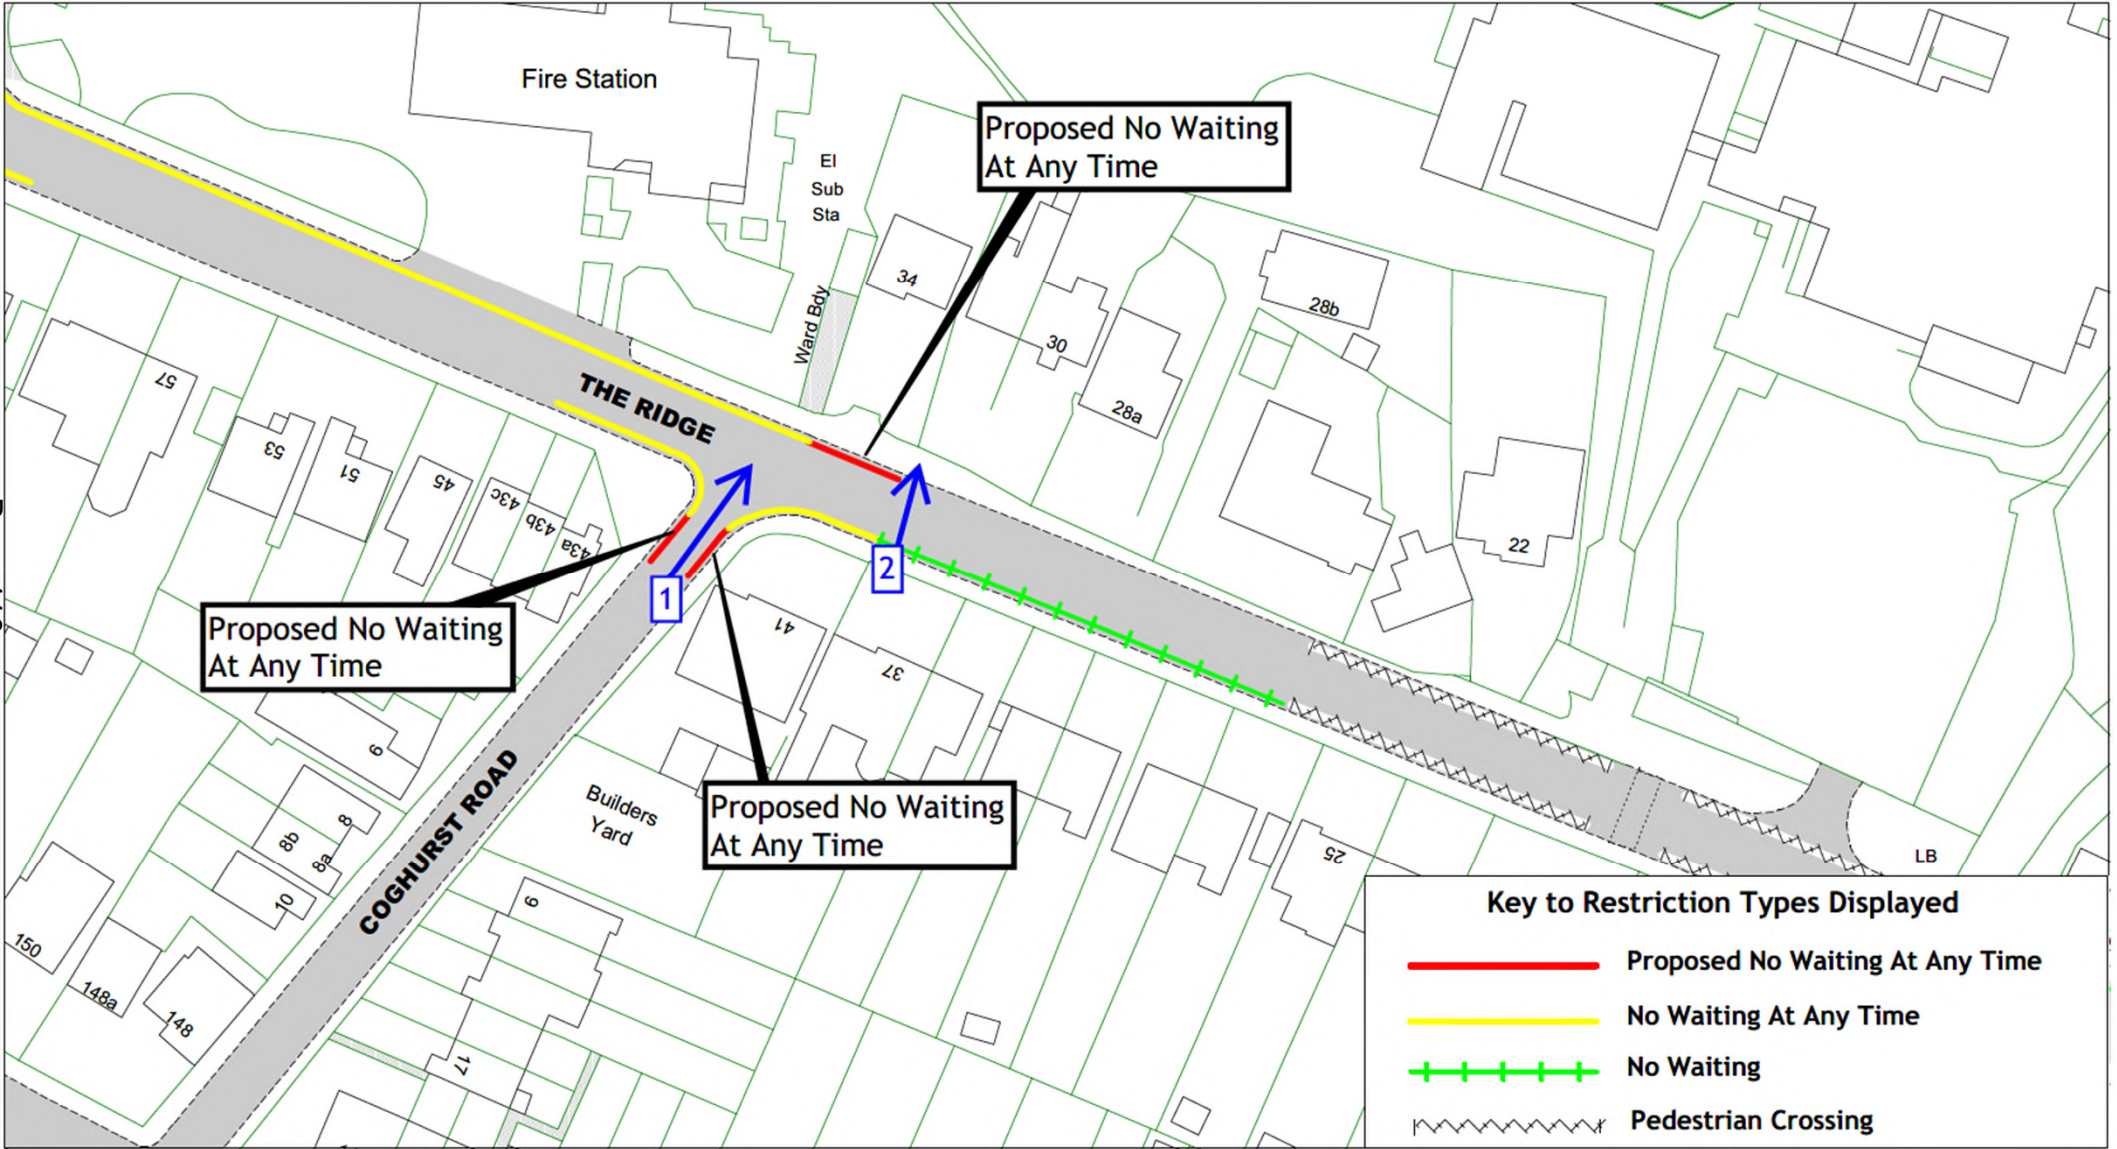 Fire Station
Proposed No Waiting
At Any Time
El
Sub
Sta
Ward Bdy
34
30
28b
28a
22
57
53
51
45
43c
43b
43a
THE RIDGE
1
2
Proposed No Waiting
At Any Time
41
37
6
Builders
Yard
Proposed No Waiting
At Any Time
COGHURST ROAD
8
8b
8a
10
150
148a
148
9
17
25
LB
Key to Restriction Types Displayed
Proposed No Waiting At Any Time
No Waiting At Any Time
No Waiting
Pedestrian Crossing